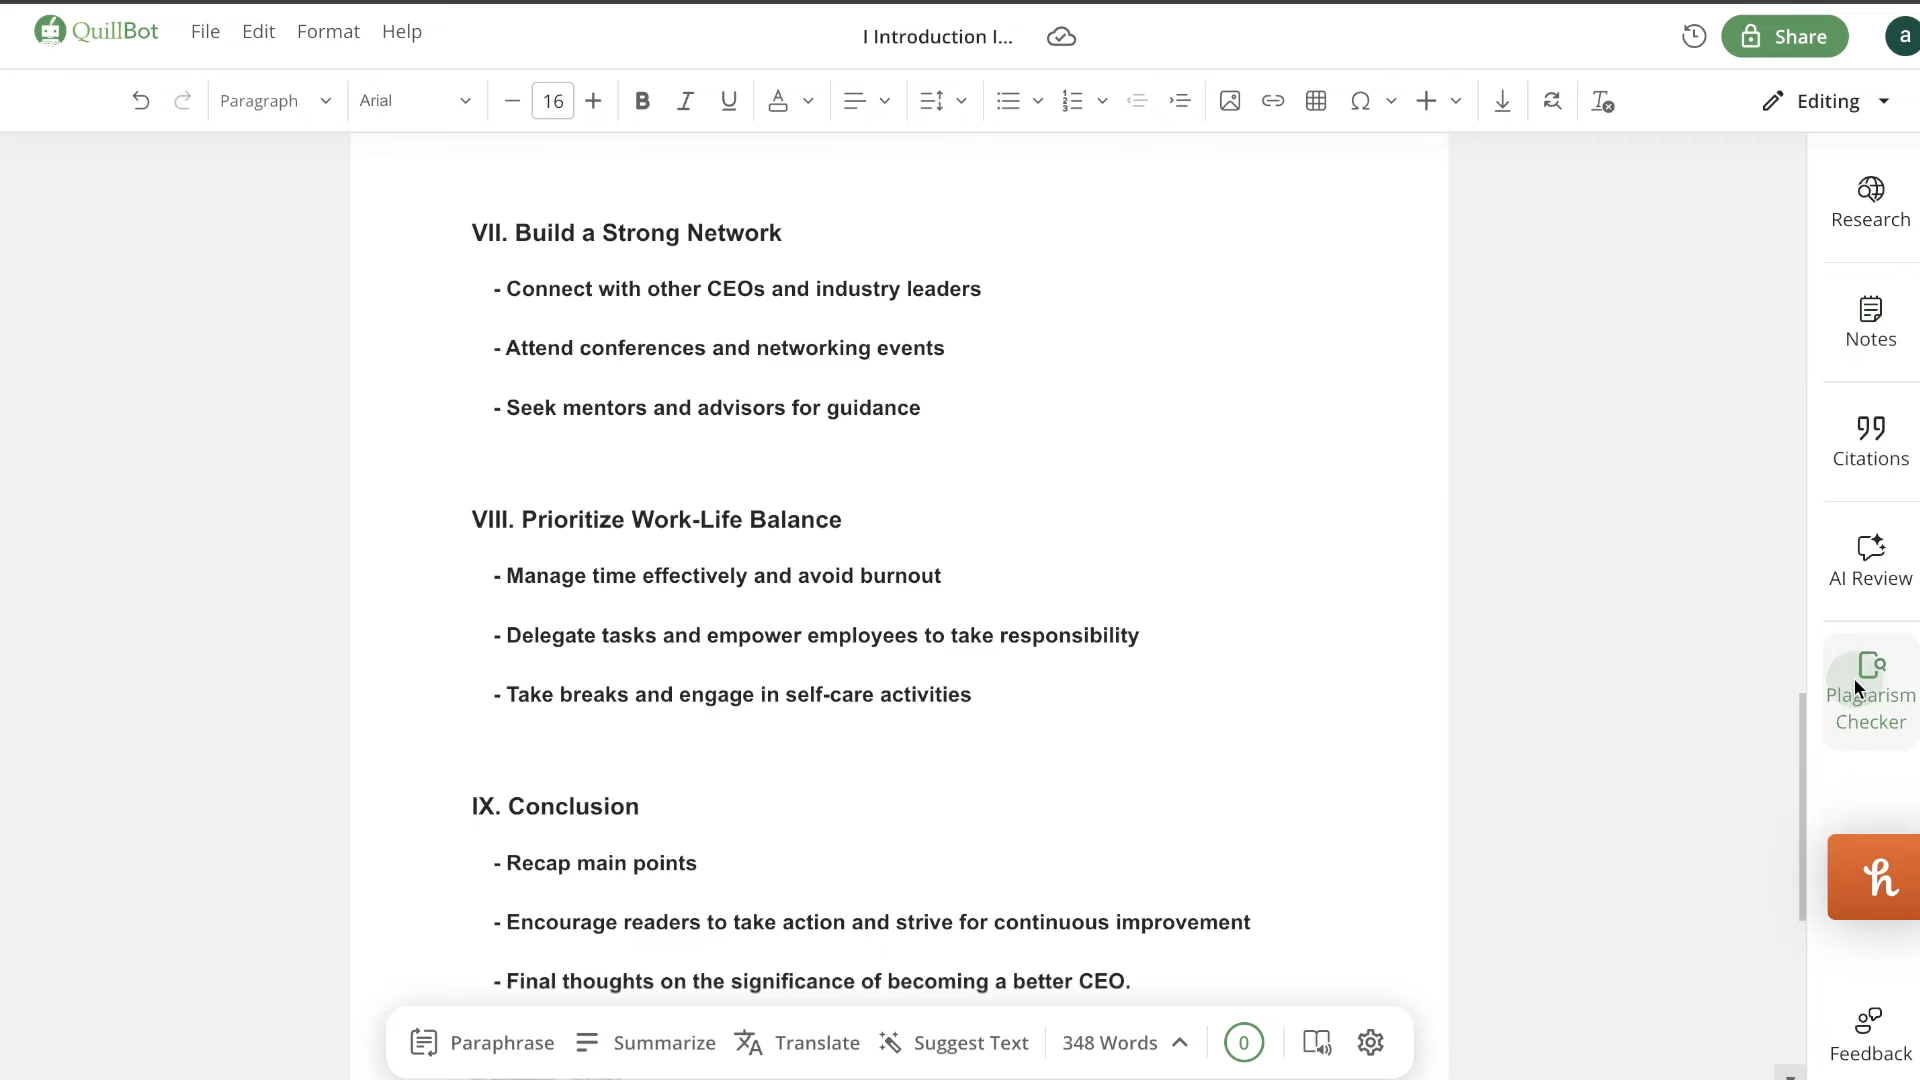 QuillBot File Edit Format Help I Introduction I... Share a
Paragraph Arial 16 B I U A Editing
Research
Notes
Citations
AI Review
Plagiarism
Checker
VII. Build a Strong Network
- Connect with other CEOs and industry leaders
- Attend conferences and networking events
- Seek mentors and advisors for guidance
VIII. Prioritize Work-Life Balance
- Manage time effectively and avoid burnout
- Delegate tasks and empower employees to take responsibility
- Take breaks and engage in self-care activities
IX. Conclusion
- Recap main points
- Encourage readers to take action and strive for continuous improvement
- Final thoughts on the significance of becoming a better CEO.
h
Paraphrase Summarize Translate Suggest Text 348 Words 0
Feedback